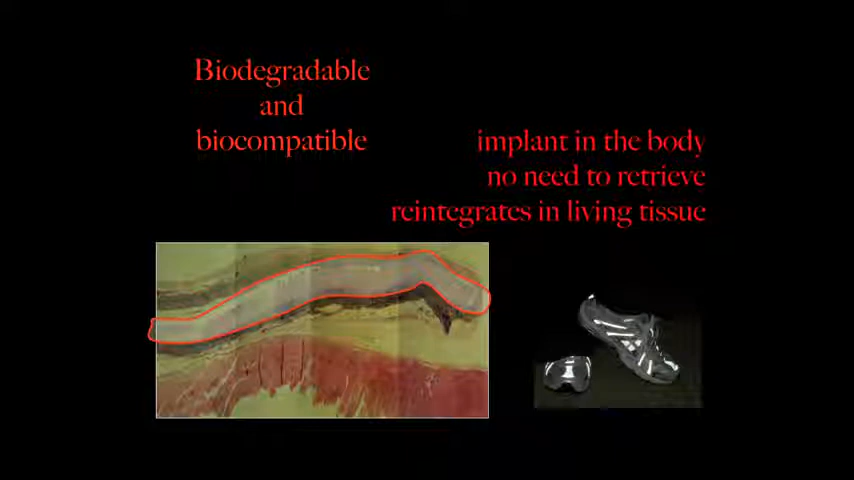 Biodegradable
and
biocompatible
implant in the body
no need to retrieve
reintegrates in living tissue